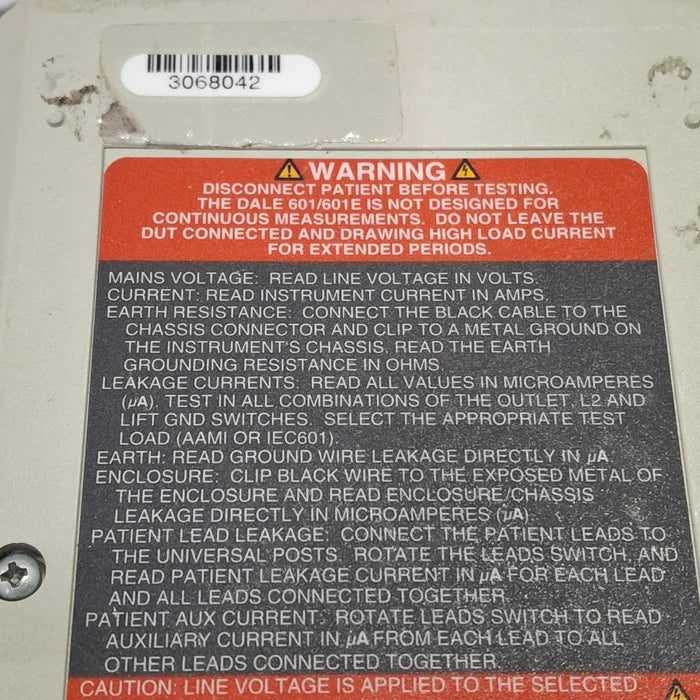 3068042
WARNING
DISCONNECT PATIENT BEFORE TESTING.
THE DALE 601/601E IS NOT DESIGNED FOR
CONTINUOUS MEASUREMENTS. DO NOT LEAVE THE
DUT CONNECTED AND DRAWING HIGH LOAD CURRENT
FOR EXTENDED PERIODS.
MAINS VOLTAGE: READ LINE VOLTAGE IN VOLTS.
CURRENT: READ INSTRUMENT CURRENT IN AMPS.
EARTH RESISTANCE: CONNECT THE BLACK CABLE TO THE
CHASSIS CONNECTOR AND CLIP TO A METAL GROUND ON
THE INSTRUMENT'S CHASSIS. READ THE EARTH
GROUNDING RESISTANCE IN OHMS.
LEAKAGE CURRENTS: READ ALL VALUES IN MICROAMPERES
(µA). TEST IN ALL COMBINATIONS OF THE OUTLET, L2 AND
LIFT GND SWITCHES. SELECT THE APPROPRIATE TEST
LOAD (AAMI OR IEC601).
EARTH: READ GROUND WIRE LEAKAGE DIRECTLY IN µA
ENCLOSURE: CLIP BLACK WIRE TO THE EXPOSED METAL OF
THE ENCLOSURE AND READ ENCLOSURE/CHASSIS
LEAKAGE DIRECTLY IN MICROAMPERES (µA).
PATIENT LEAD LEAKAGE: CONNECT THE PATIENT LEADS TO
THE UNIVERSAL POSTS. ROTATE THE LEADS SWITCH, AND
READ PATIENT LEAKAGE CURRENT IN µA FOR EACH LEAD
AND ALL LEADS CONNECTED TOGETHER.
PATIENT AUX CURRENT: ROTATE LEADS SWITCH TO READ
AUXILIARY CURRENT IN µA FROM EACH LEAD TO ALL
OTHER LEADS CONNECTED TOGETHER.
CAUTION: LINE VOLTAGE IS APPLIED TO THE SELECTED